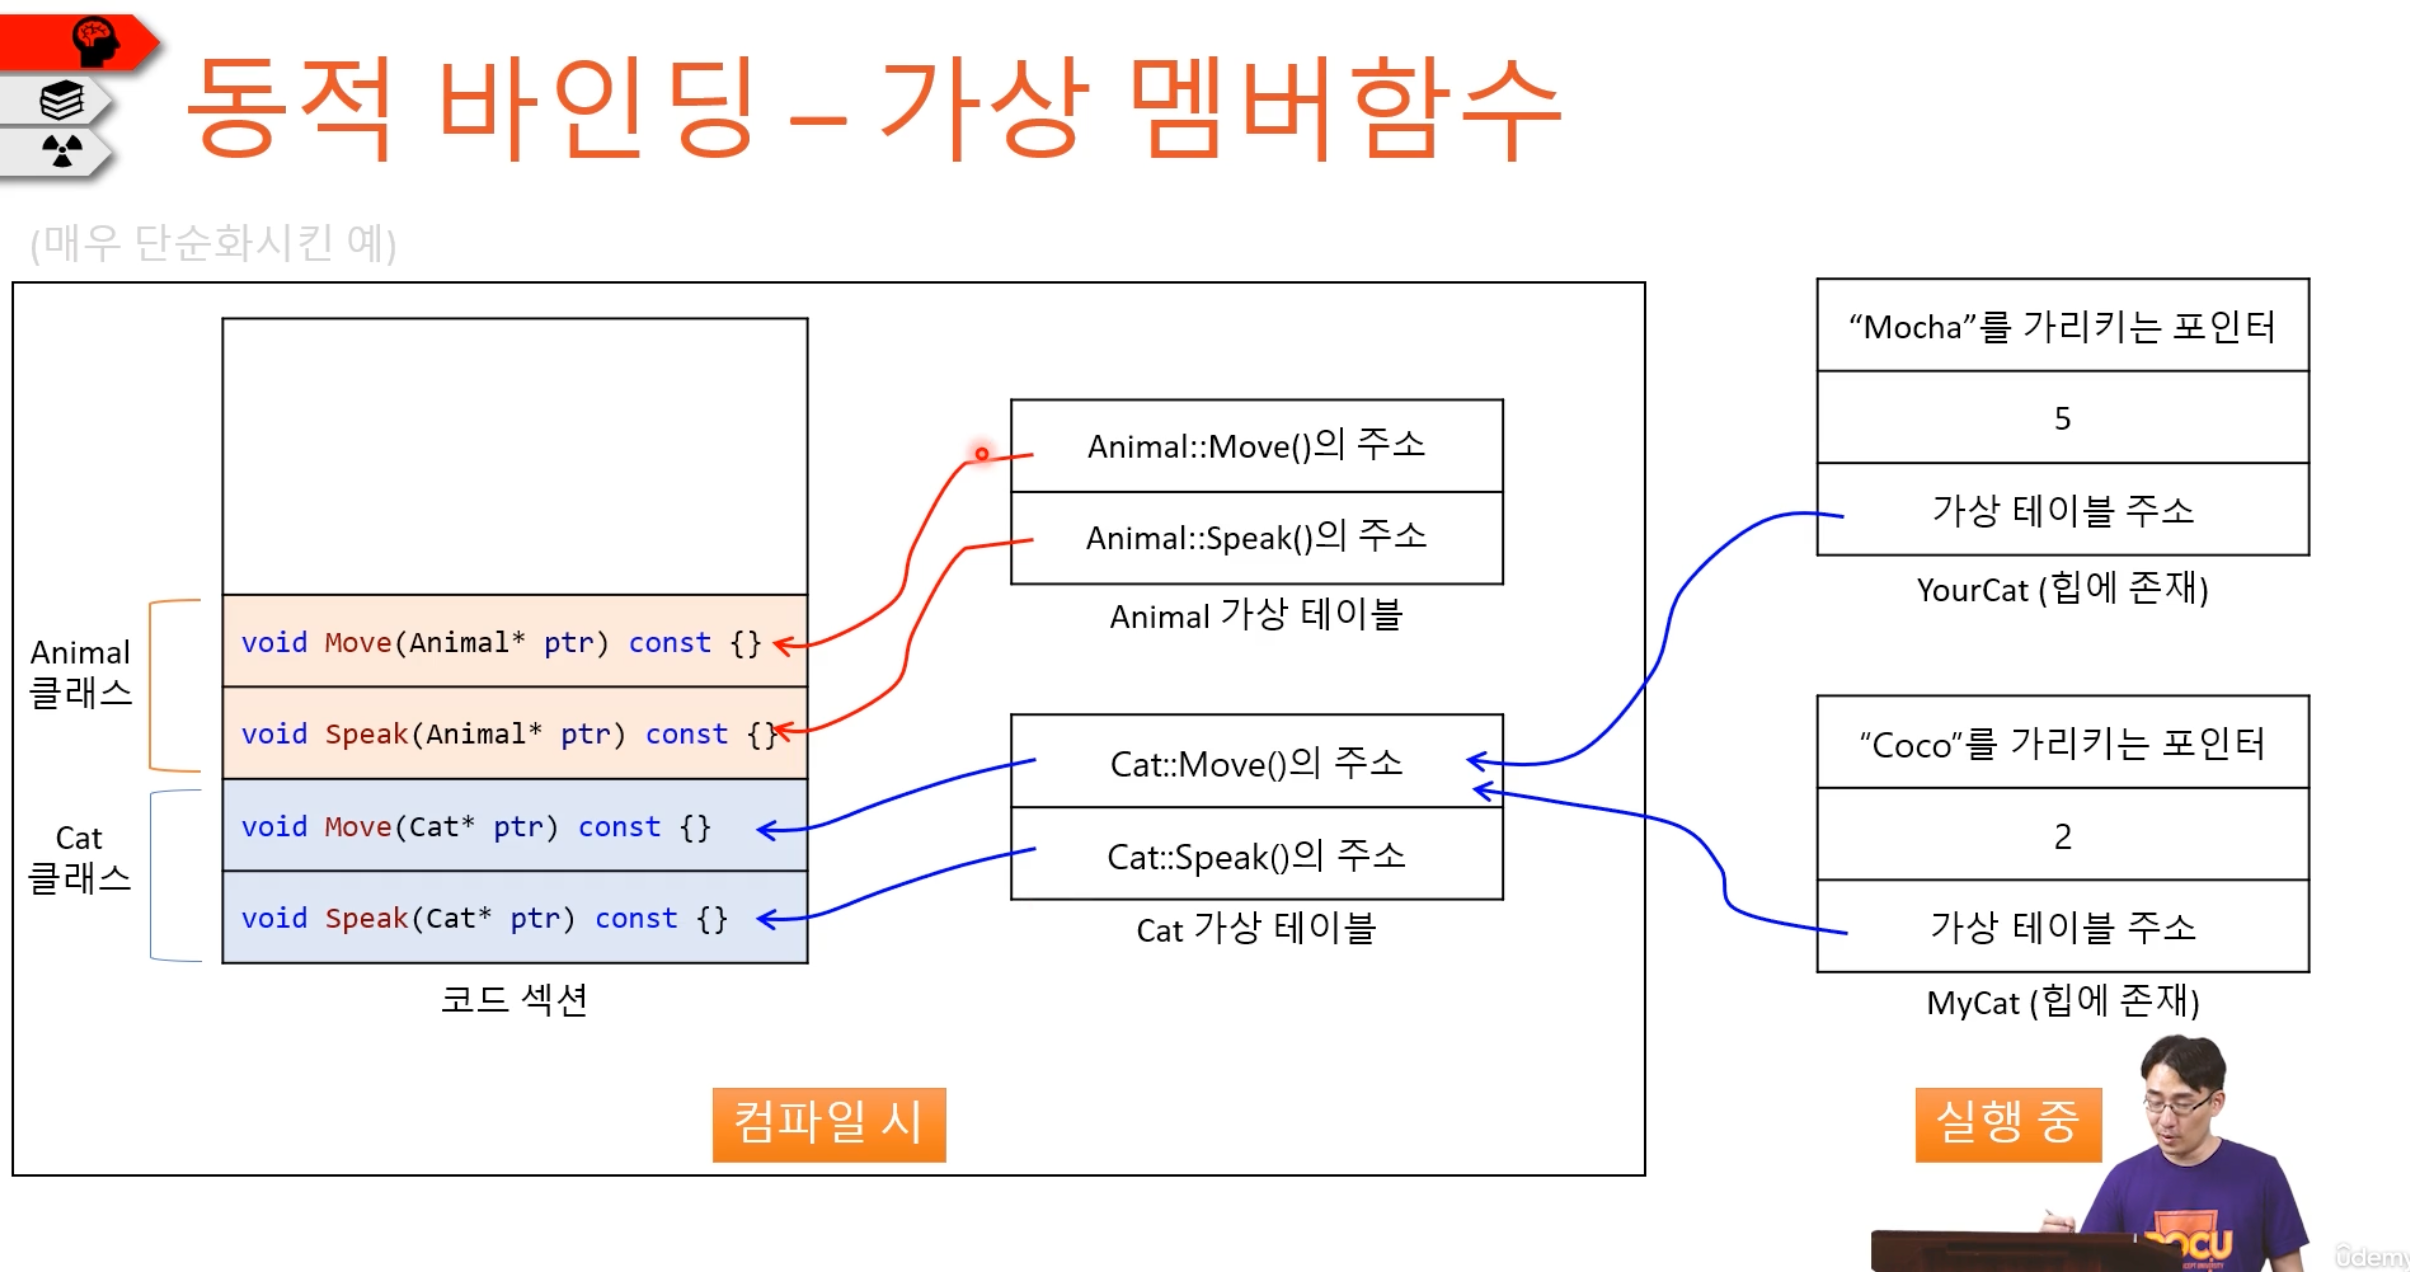 동적 바인딩 – 가상 멤버함수
(매우 단순화시킨 예)
Animal
클래스
void Move(Animal* ptr) const {}
void Speak(Animal* ptr) const {}
Cat
클래스
void Move(Cat* ptr) const {}
void Speak(Cat* ptr) const {}
코드 섹션
Animal::Move()의 주소
Animal::Speak()의 주소
Animal 가상 테이블
Cat::Move()의 주소
Cat::Speak()의 주소
Cat 가상 테이블
컴파일 시
“Mocha”를 가리키는 포인터
5
가상 테이블 주소
YourCat (힙에 존재)
“Coco”를 가리키는 포인터
2
가상 테이블 주소
MyCat (힙에 존재)
실행 중
POCU
ûdemy